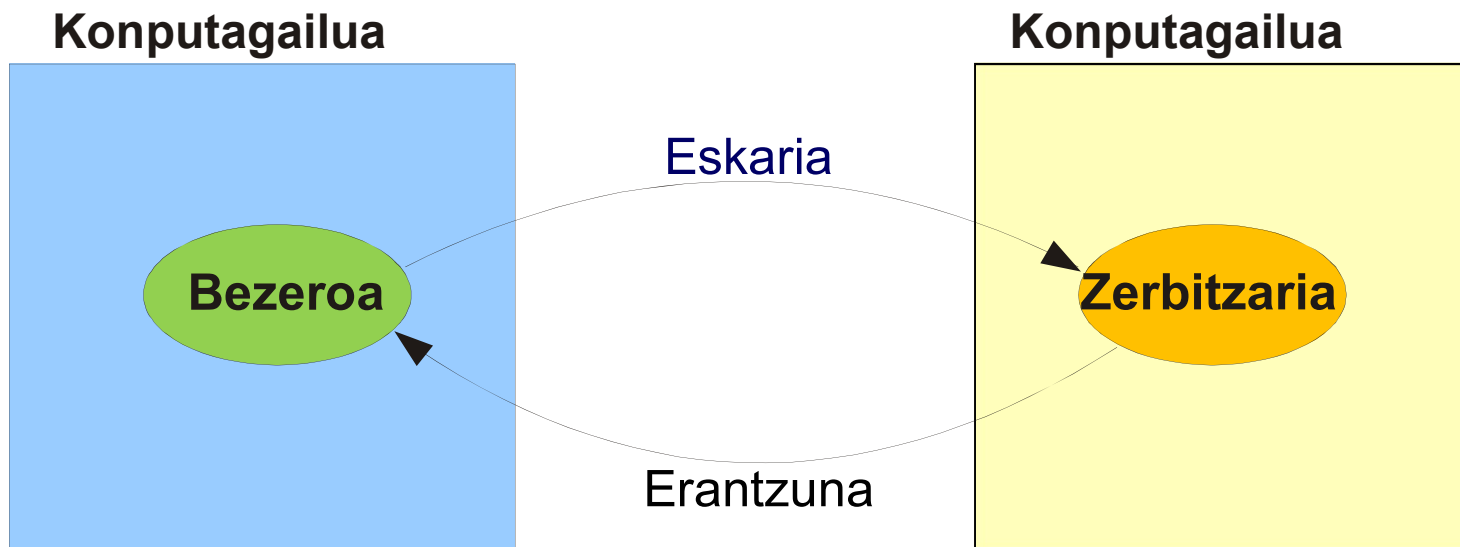 Konputagailua
Konputagailua
Eskaria
Bezeroa
Zerbitzaria
Erantzuna